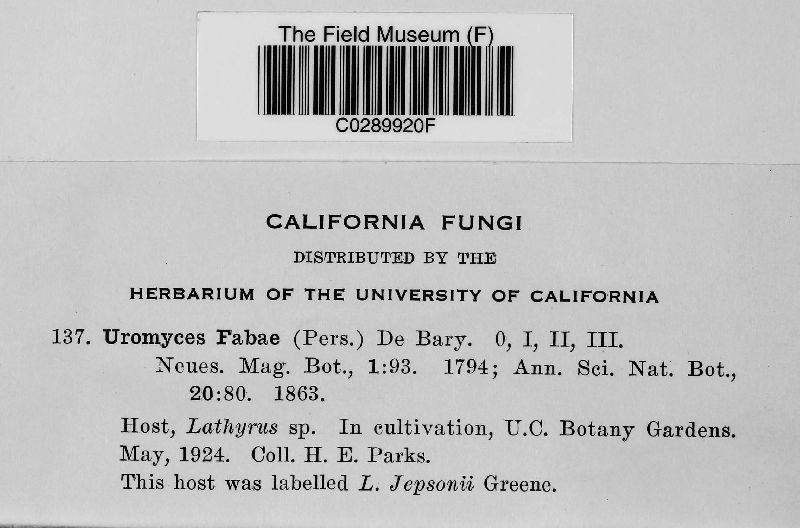 The Field Museum (F)
C0289920F
CALIFORNIA FUNGI
DISTRIBUTED BY THE
HERBARIUM OF THE UNIVERSITY OF CALIFORNIA
137. Uromyces Fabae (Pers.) De Bary. 0, I, II, III.
Neues. Mag. Bot., 1:93. 1794; Ann. Sci. Nat. Bot.,
20:80. 1863.
Host, Lathyrus sp. In cultivation, U.C. Botany Gardens.
May, 1924. Coll. H. E. Parks.
This host was labelled L. Jepsonii Greene.